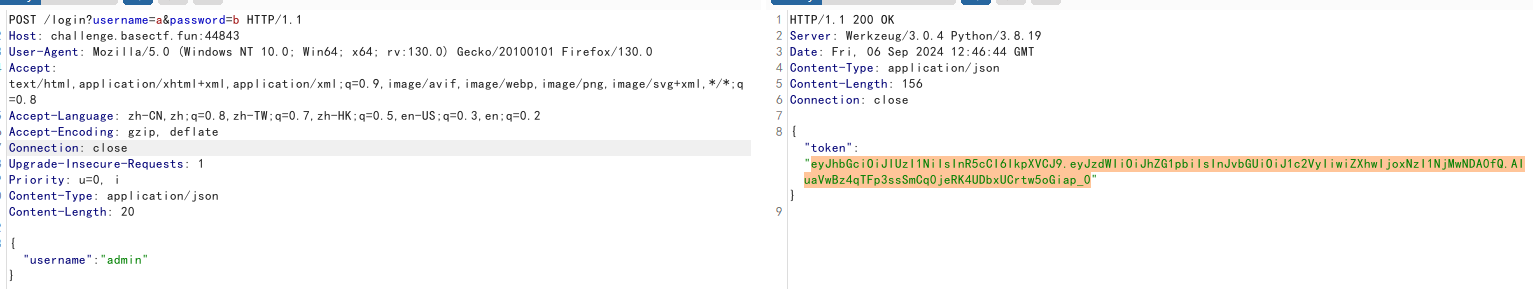 POST /login?username=a&password=b HTTP/1.1
Host: challenge.basectf.fun:44843
User-Agent: Mozilla/5.0 (Windows NT 10.0; Win64; x64; rv:130.0) Gecko/20100101 Firefox/130.0
Accept:
text/html,application/xhtml+xml,application/xml;q=0.9,image/avif,image/webp,image/png,image/svg+xml,*/*;q
=0.8
Accept-Language: zh-CN,zh;q=0.8,zh-TW;q=0.7,zh-HK;q=0.5,en-US;q=0.3,en;q=0.2
Accept-Encoding: gzip, deflate
Connection: close
Upgrade-Insecure-Requests: 1
Priority: u=0, i
Content-Type: application/json
Content-Length: 20
{
"username":"admin"
}
1 HTTP/1.1 200 OK
2 Server: Werkzeug/3.0.4 Python/3.8.19
3 Date: Fri, 06 Sep 2024 12:46:44 GMT
4 Content-Type: application/json
5 Content-Length: 156
6 Connection: close
7
8 {
"token":
"eyJhbGciOiJIUzI1NiIsInR5cCI6IkpXVCJ9.eyJzdWIiOiJhZG1pbiIsInJvbGUiOiJ1c2VyIiwiZXhwIjoxNzI1NjMwNDA0fQ.AI
uaVwBz4qTFp3ssSmCq0jeRK4UDbxUCrtw5oGiap_0"
}
9